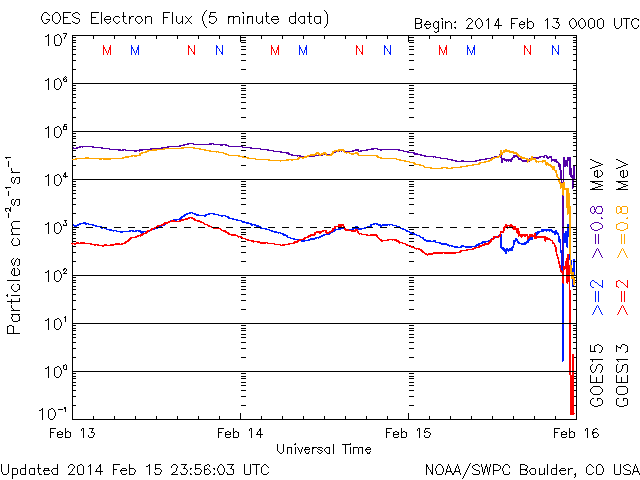 GOES Electron Flux (5 minute data)
Begin: 2014 Feb 13 0000 UTC
10⁷
M M N N M M N N M M N N
10⁶
10⁵
10⁴
10³
10²
10¹
10⁰
10⁻¹
Particles cm⁻²s⁻¹sr⁻¹
Feb 13 Feb 14 Feb 15 Feb 16
Universal Time
GOES15 >=2 >=0.8 MeV
GOES13 >=2 >=0.8 MeV
Updated 2014 Feb 15 23:56:03 UTC
NOAA/SWPC Boulder, CO USA